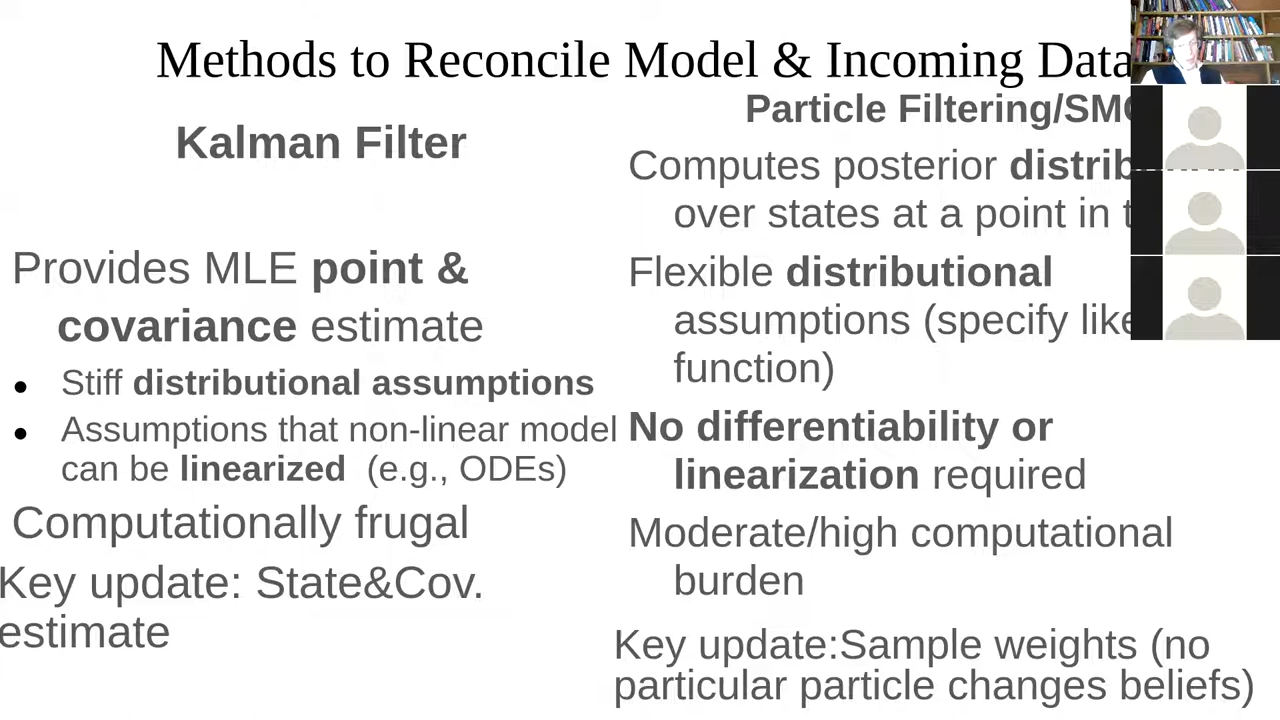 Methods to Reconcile Model & Incoming Data
Kalman Filter
Provides MLE point &
covariance estimate
• Stiff distributional assumptions
• Assumptions that non-linear model
can be linearized (e.g., ODEs)
Computationally frugal
Key update: State&Cov.
estimate
Particle Filtering/SMC
Computes posterior
over states at a point in
Flexible distributional
assumptions (specify
function)
No differentiability or
linearization required
Moderate/high computational
burden
Key update:Sample weights (no
particular particle changes beliefs)